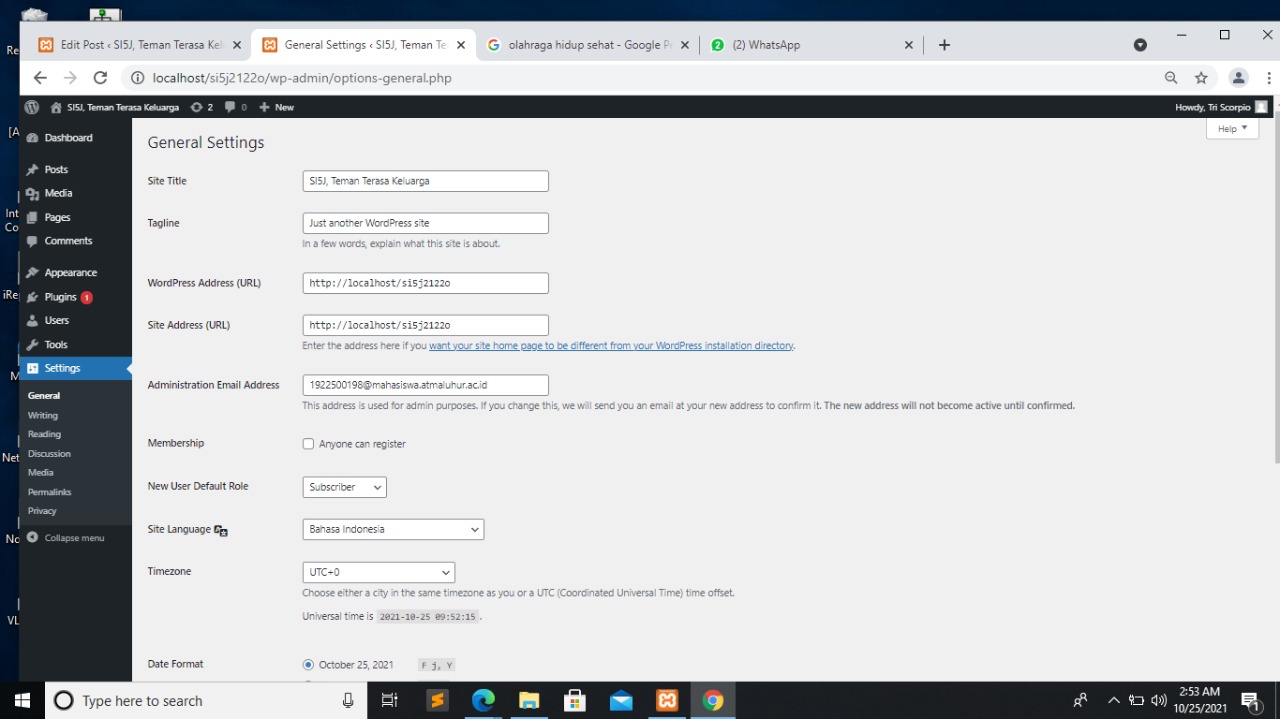 Edit Post ‹ SI5J, Teman Terasa Kel
General Settings ‹ SI5J, Teman Te
olahraga hidup sehat - Google P
(2) WhatsApp
localhost/si5j2122o/wp-admin/options-general.php
SI5J, Teman Terasa Keluarga 2 0 New
Howdy, Tri Scorpio
Help
Dashboard
Posts
Media
Pages
Comments
Appearance
Plugins 1
Users
Tools
Settings
General
Writing
Reading
Discussion
Media
Permalinks
Privacy
Collapse menu
General Settings
Site Title SI5J, Teman Terasa Keluarga
Tagline Just another WordPress site
In a few words, explain what this site is about.
WordPress Address (URL) http://localhost/si5j2122o
Site Address (URL) http://localhost/si5j2122o
Enter the address here if you want your site home page to be different from your WordPress installation directory.
Administration Email Address 1922500198@mahasiswa.atmaluhur.ac.id
This address is used for admin purposes. If you change this, we will send you an email at your new address to confirm it. The new address will not become active until confirmed.
Membership Anyone can register
New User Default Role Subscriber
Site Language Bahasa Indonesia
Timezone UTC+0
Choose either a city in the same timezone as you or a UTC (Coordinated Universal Time) time offset.
Universal time is 2021-10-25 09:52:15 .
Date Format October 25, 2021 F j, Y
Type here to search
2:53 AM
10/25/2021
1